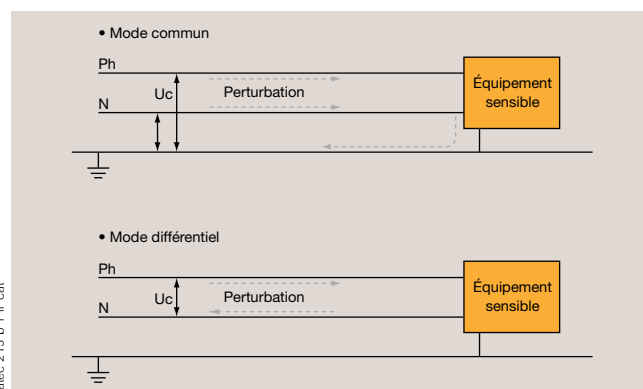 • Mode commun
Ph
Uc
Perturbation
N
Équipement
sensible
• Mode différentiel
Ph
Uc
Perturbation
N
Équipement
sensible